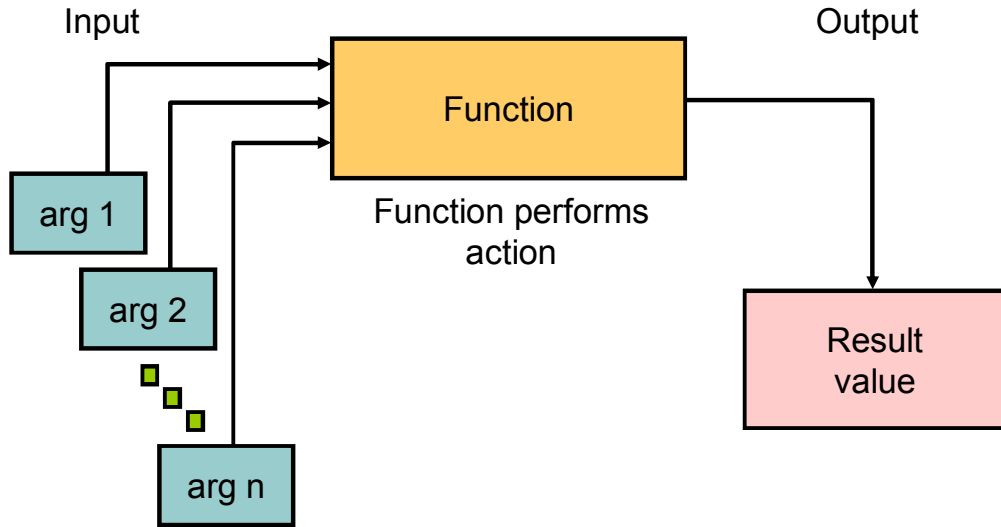 Input
Output
Function
arg 1
Function performs
action
arg 2
Result
value
arg n